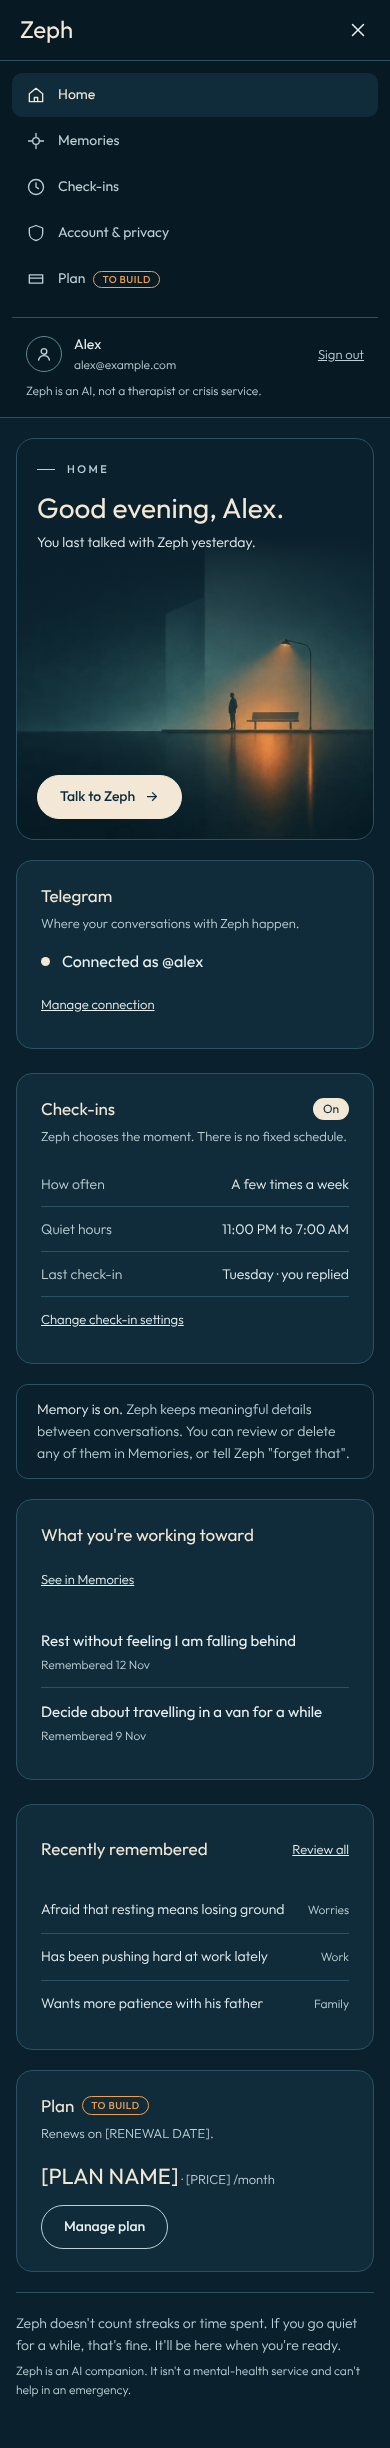 Zeph
Home
Memories
Check-ins
Account & privacy
Plan TO BUILD
Alex
alex@example.com
Sign out
Zeph is an AI, not a therapist or crisis service.
HOME
Good evening, Alex.
You last talked with Zeph yesterday.
Talk to Zeph →
Telegram
Where your conversations with Zeph happen.
Connected as @alex
Manage connection
Check-ins On
Zeph chooses the moment. There is no fixed schedule.
How often A few times a week
Quiet hours 11:00 PM to 7:00 AM
Last check-in Tuesday · you replied
Change check-in settings
Memory is on. Zeph keeps meaningful details
between conversations. You can review or delete
any of them in Memories, or tell Zeph "forget that".
What you're working toward
See in Memories
Rest without feeling I am falling behind
Remembered 12 Nov
Decide about travelling in a van for a while
Remembered 9 Nov
Recently remembered Review all
Afraid that resting means losing ground Worries
Has been pushing hard at work lately Work
Wants more patience with his father Family
Plan TO BUILD
Renews on [RENEWAL DATE].
[PLAN NAME] · [PRICE] /month
Manage plan
Zeph doesn't count streaks or time spent. If you go quiet
for a while, that's fine. It'll be here when you're ready.
Zeph is an AI companion. It isn't a mental-health service and can't
help in an emergency.